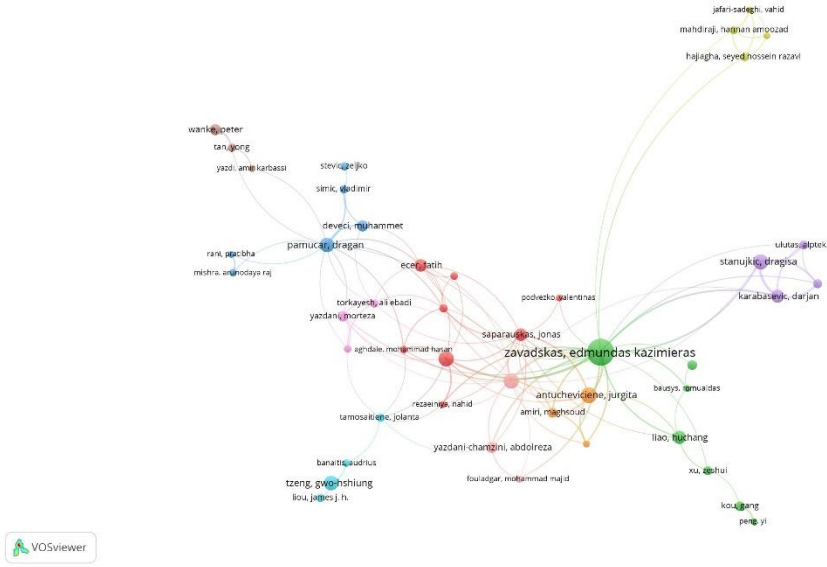 jafari-sadeghi, vahid
mahdiraji, hannan amoozad
hajiagha, seyed hossein razavi
wanke, peter
tan, yong
yazdi, amir karbassi
stevic, zeljko
simic, vladimir
deveci, muhammet
pamucar, dragan
rani, pratibha
mishra, arunodaya raj
ecer, fatih
ulutas, alptek
stanujkic, dragisa
karabasevic, darjan
torkayesh, ali ebadi
yazdani, morteza
podvezko, valentinas
saparauskas, jonas
aghdaie, mohammad hasan
zavadskas, edmundas kazimieras
bausys, romualdas
antucheviciene, jurgita
rezaeiniya, nahid
amiri, maghsoud
tamosaitiene, jolanta
liao, huchang
yazdani-chamzini, abdolreza
banaitis, audrius
xu, zeshui
fouladgar, mohammad majid
tzeng, gwo-hshiung
liou, james j. h.
kou, gang
peng, yi
VOSviewer